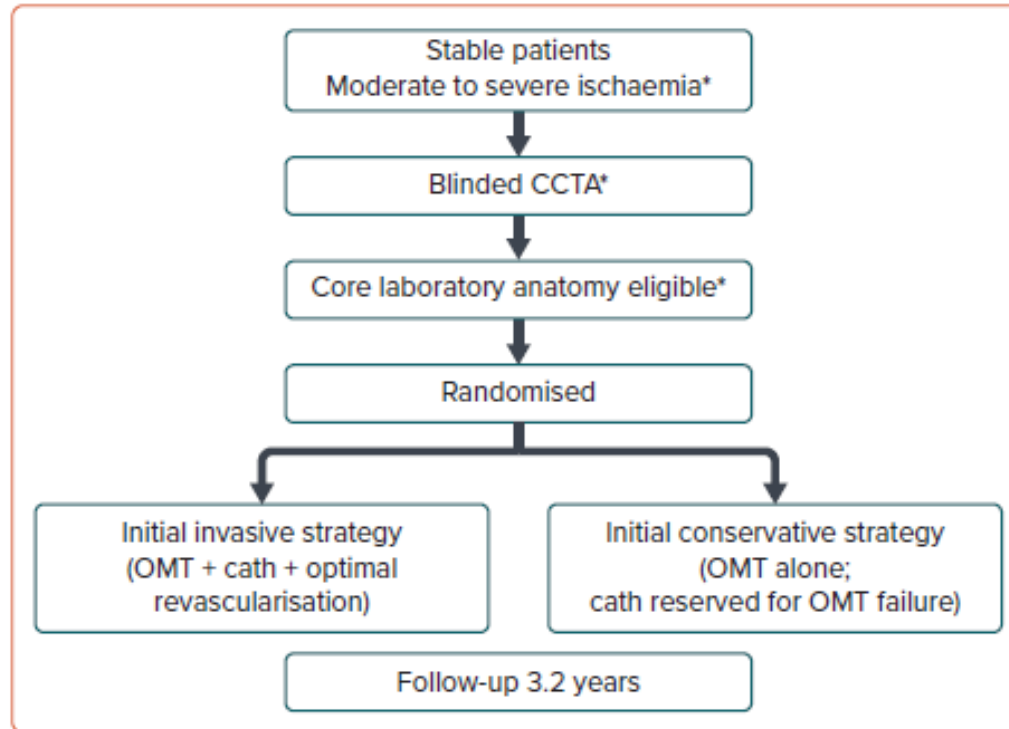 Stable patients
Moderate to severe ischaemia*
Blinded CCTA*
Core laboratory anatomy eligible*
Randomised
Initial invasive strategy
(OMT + cath + optimal
revascularisation)
Initial conservative strategy
(OMT alone;
cath reserved for OMT failure)
Follow-up 3.2 years